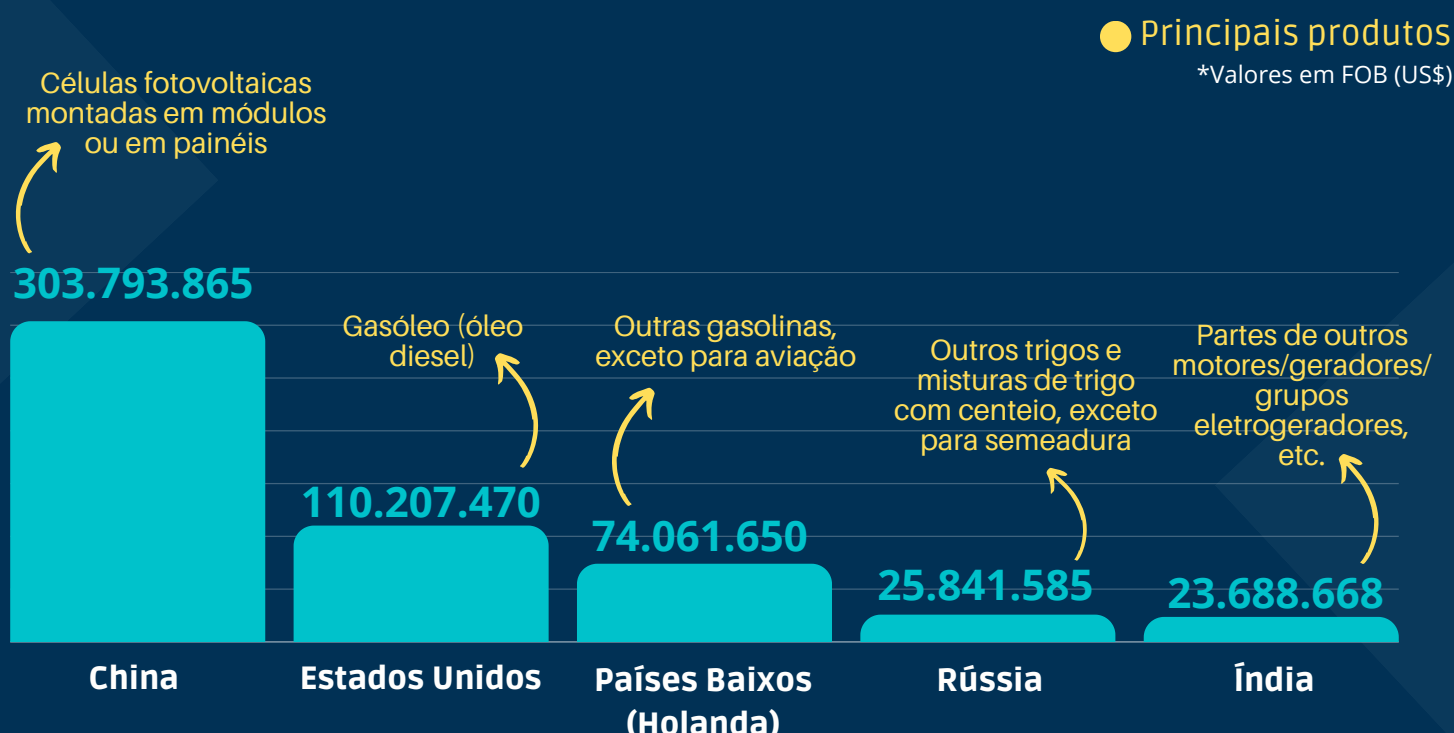 Principais produtos
*Valores em FOB (US$)
Células fotovoltaicas
montadas em módulos
ou em painéis
303.793.865
Gasóleo (óleo
diesel)
110.207.470
Outras gasolinas,
exceto para aviação
74.061.650
Outros trigos e
misturas de trigo
com centeio, exceto
para semeadura
25.841.585
Partes de outros
motores/geradores/
grupos
eletrogeradores,
etc.
23.688.668
China
Estados Unidos
Países Baixos
(Holanda)
Rússia
Índia